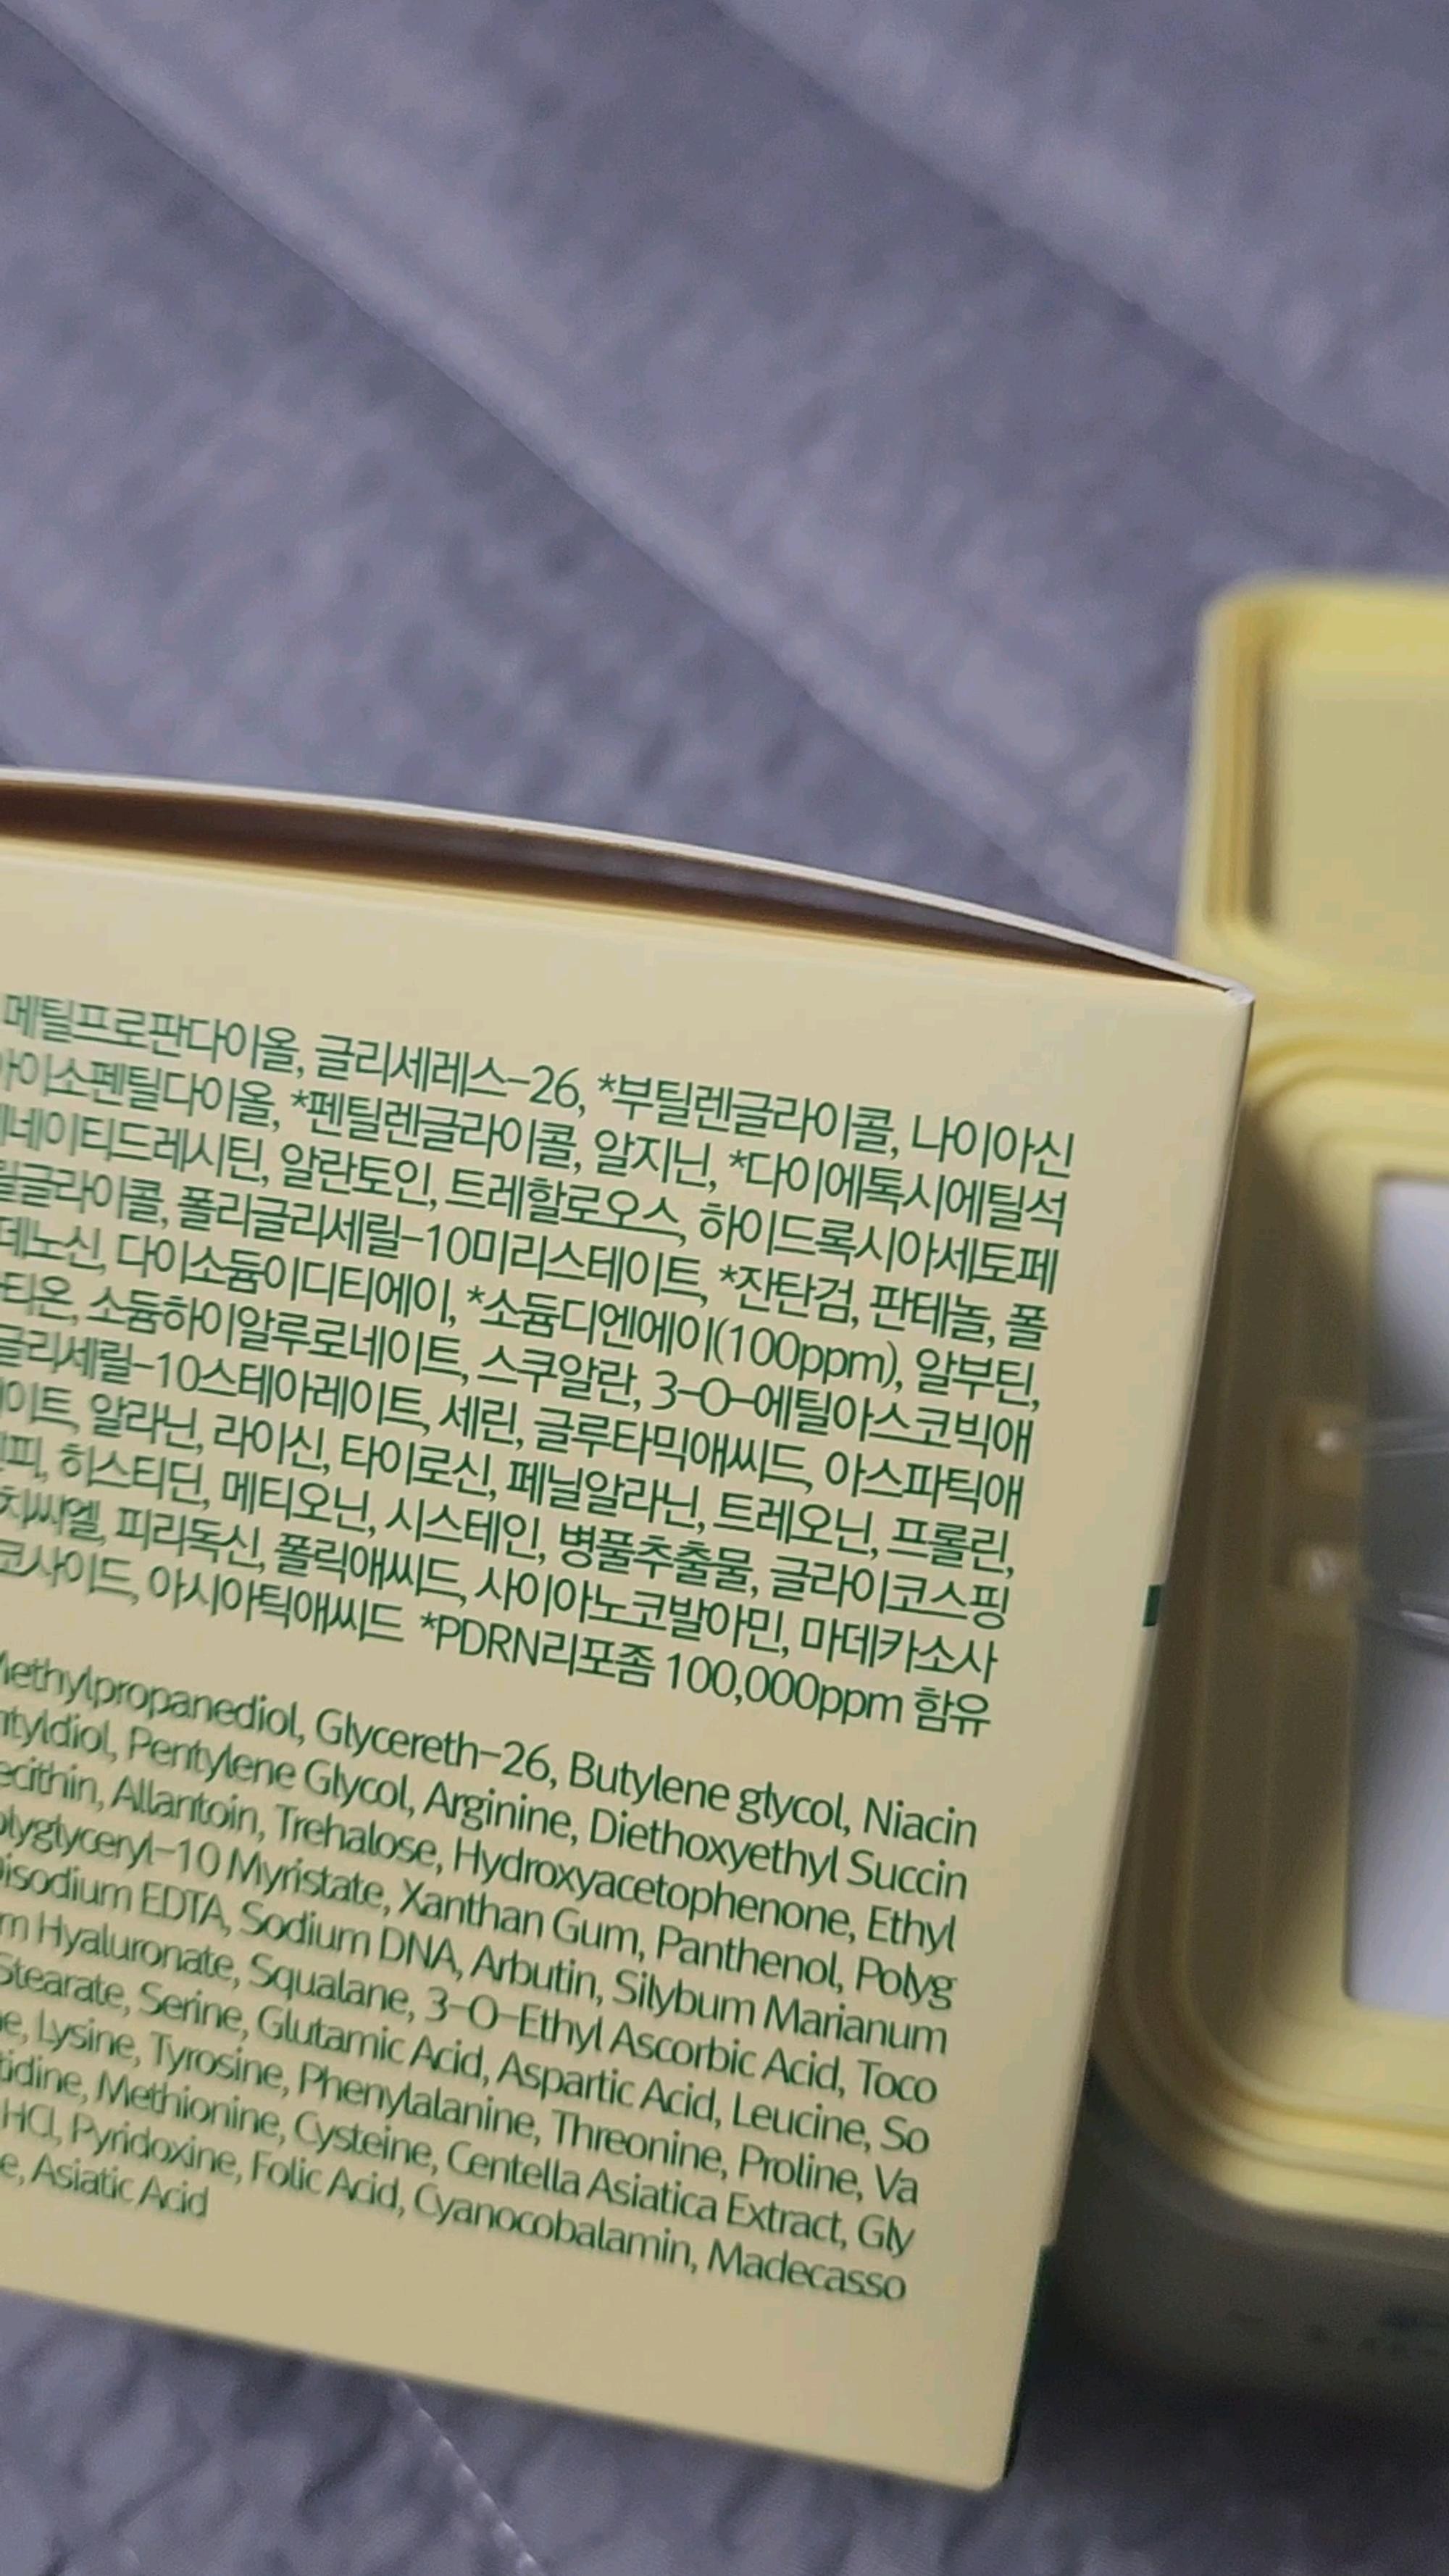 메틸프로판다이올, 글리세레스-26, *부틸렌글라이콜, 나이아신
아이소펜틸다이올, *펜틸렌글라이콜, 알지닌, *다이에톡시에틸석
네이티드레시틴, 알란토인, 트레할로오스, 하이드록시아세토페
릴글라이콜, 폴리글리세릴-10미리스테이트, *잔탄검, 판테놀, 폴
데노신, 다이소듐이디티에이, *소듐디엔에이(100ppm), 알부틴,
티온, 소듐하이알루로네이트, 스쿠알란, 3-O-에틸아스코빅애
글리세릴-10스테아레이트, 세린, 글루타믹애씨드, 아스파틱애
이트, 알라닌, 라이신, 타이로신, 페닐알라닌, 트레오닌, 프롤린,
피, 히스티딘, 메티오닌, 시스테인, 병풀추출물, 글라이코스핑
치씨엘, 피리독신, 폴릭애씨드, 사이아노코발아민, 마데카소사
코사이드, 아시아틱애씨드 *PDRN리포좀 100,000ppm 함유
Methylpropanediol, Glycereth-26, Butylene glycol, Niacin
ntyldiol, Pentylene Glycol, Arginine, Diethoxyethyl Succin
ecithin, Allantoin, Trehalose, Hydroxyacetophenone, Ethyl
olyglyceryl-10 Myristate, Xanthan Gum, Panthenol, Polyg
Disodium EDTA, Sodium DNA, Arbutin, Silybum Marianum
m Hyaluronate, Squalane, 3-O-Ethyl Ascorbic Acid, Toco
Stearate, Serine, Glutamic Acid, Aspartic Acid, Leucine, So
e, Lysine, Tyrosine, Phenylalanine, Threonine, Proline, Va
tidine, Methionine, Cysteine, Centella Asiatica Extract, Gly
HCl, Pyridoxine, Folic Acid, Cyanocobalamin, Madecasso
e, Asiatic Acid